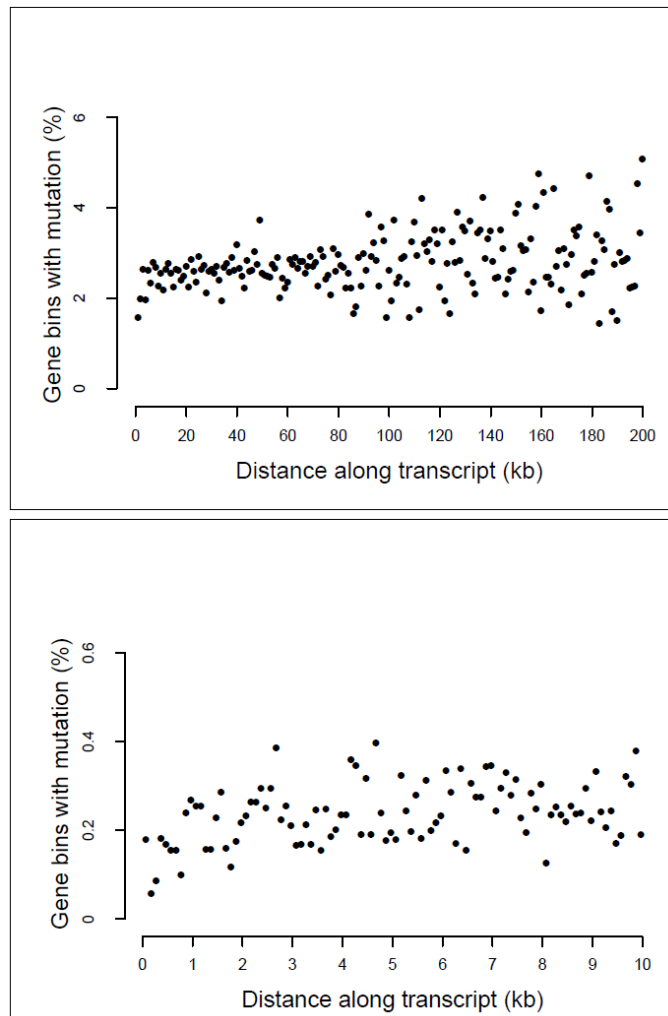 Gene bins with mutation (%)
6
4
2
0
0 20 40 60 80 100 120 140 160 180 200
Distance along transcript (kb)
Gene bins with mutation (%)
0.6
0.4
0.2
0
0 1 2 3 4 5 6 7 8 9 10
Distance along transcript (kb)